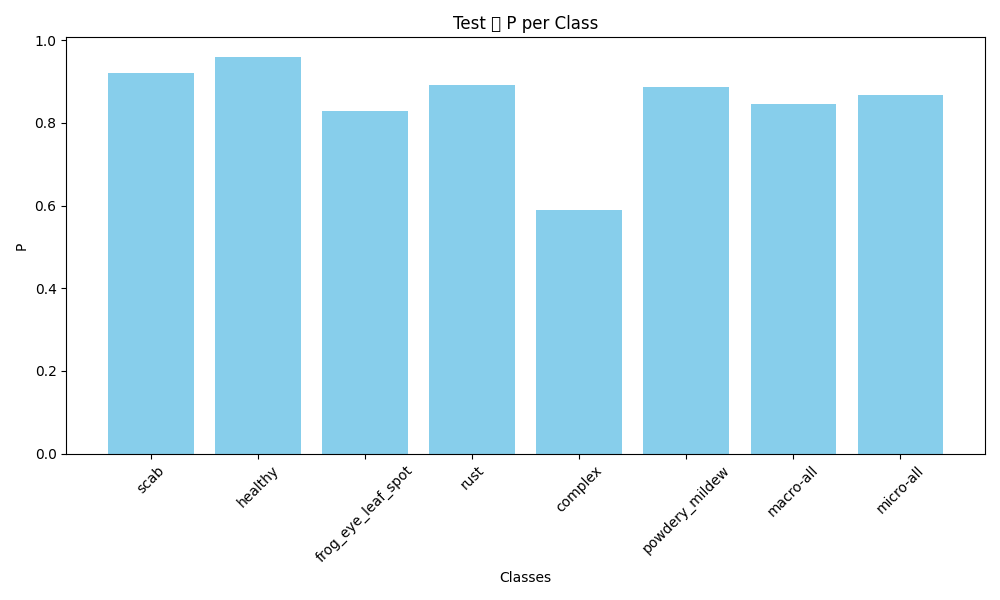 Test  P per Class
1.0
0.8
0.6
0.4
0.2
0.0
P
scab
healthy
frog_eye_leaf_spot
rust
complex
powdery_mildew
macro-all
micro-all
Classes